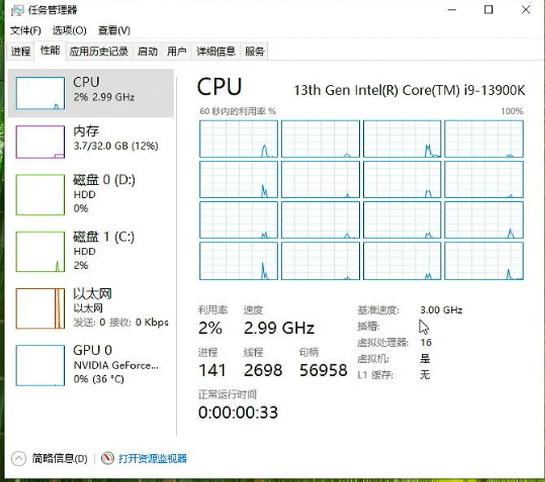 任务管理器
文件(F) 选项(O) 查看(V)
进程 性能 应用历史记录 启动 用户 详细信息 服务
CPU
2% 2.99 GHz
内存
3.7/32.0 GB (12%)
磁盘 0 (D:)
HDD
0%
磁盘 1 (C:)
HDD
2%
以太网
以太网
发送: 0 接收: 0 Kbps
GPU 0
NVIDIA GeForce...
0% (36 °C)
CPU 13th Gen Intel(R) Core(TM) i9-13900K
60 秒内的利用率 % 100%
利用率 速度
2% 2.99 GHz
进程 线程 句柄
141 2698 56958
正常运行时间
0:00:00:33
基准速度: 3.00 GHz
插槽:
虚拟处理器: 16
虚拟机: 是
L1 缓存: 无
简略信息(D) 打开资源监视器